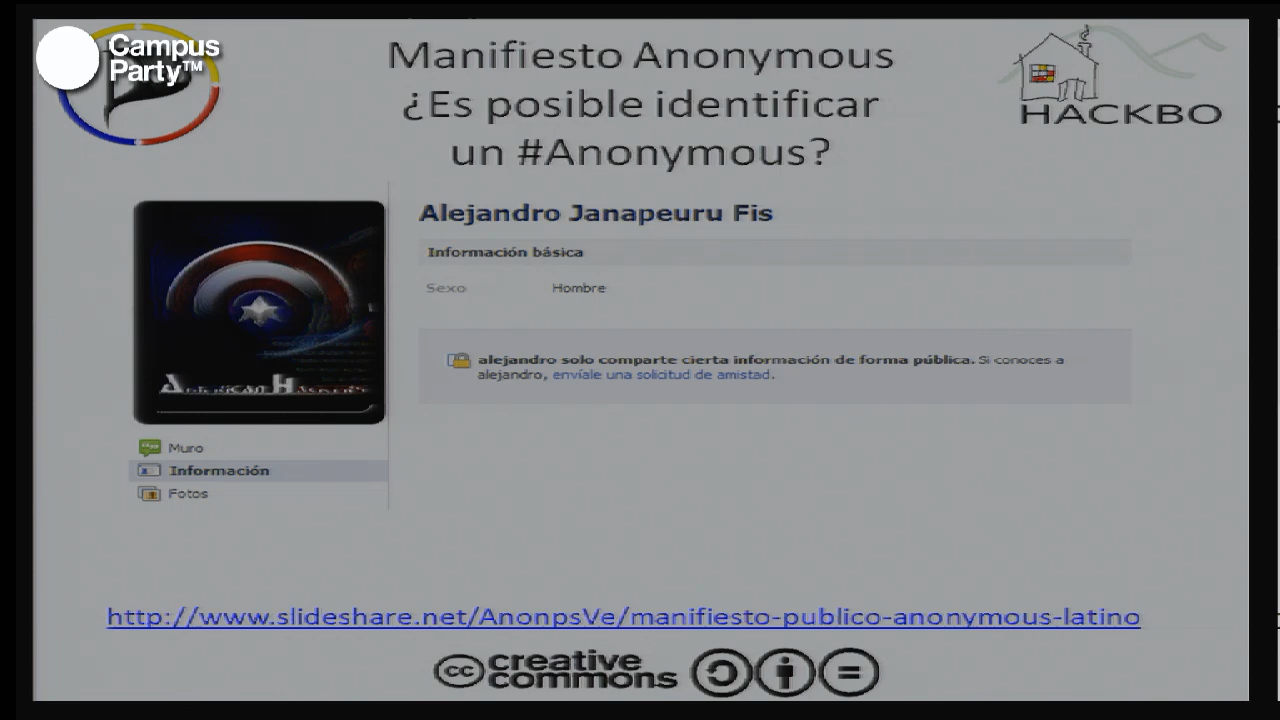 Campus
Party™
Manifiesto Anonymous
¿Es posible identificar
un #Anonymous?
HACKBO
Alejandro Janapeuru Fis
Información básica
Sexo Hombre
alejandro solo comparte cierta información de forma pública. Si conoces a
alejandro, envíale una solicitud de amistad.
Muro
Información
Fotos
http://www.slideshare.net/AnonpsVe/manifiesto-publico-anonymous-latino
cc creative
commons